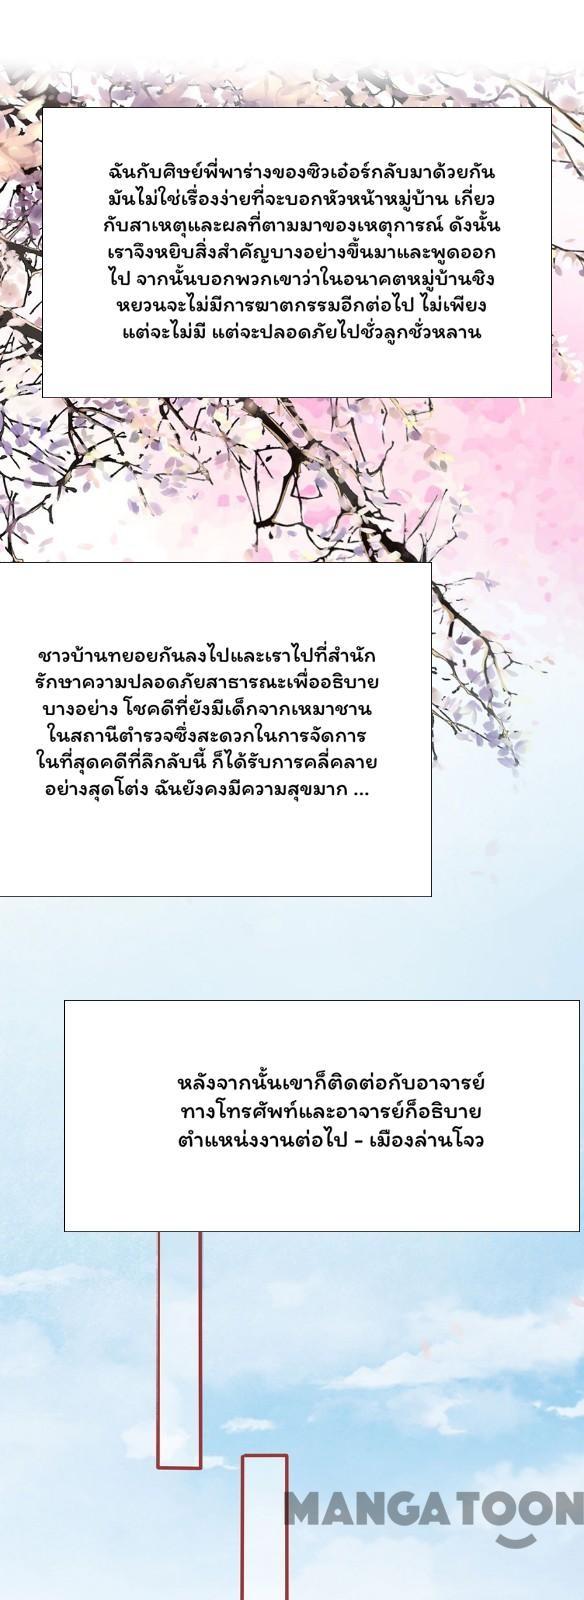 ฉันกับศิษย์พี่พาร่างของซิวเอ๋อร์กลับมาด้วยกัน
มันไม่ใช่เรื่องง่ายที่จะบอกหัวหน้าหมู่บ้าน เกี่ยว
กับสาเหตุและผลที่ตามมาของเหตุการณ์ ดังนั้น
เราจึงหยิบสิ่งสำคัญบางอย่างขึ้นมาและพูดออก
ไป จากนั้นบอกพวกเขาว่าในอนาคตหมู่บ้านชิง
หยวนจะไม่มีการฆาตกรรมอีกต่อไป ไม่เพียง
แต่จะไม่มี แต่จะปลอดภัยไปชั่วลูกชั่วหลาน
ชาวบ้านทยอยกันลงไปและเราไปที่สำนัก
รักษาความปลอดภัยสาธารณะเพื่ออธิบาย
บางอย่าง โชคดีที่ยังมีเด็กจากเหมาชาน
ในสถานีตำรวจซึ่งสะดวกในการจัดการ
ในที่สุดคดีที่ลึกลับนี้ ก็ได้รับการคลี่คลาย
อย่างสุดโต่ง ฉันยังคงมีความสุขมาก ...
หลังจากนั้นเขาก็ติดต่อกับอาจารย์
ทางโทรศัพท์และอาจารย์ก็อธิบาย
ตำแหน่งงานต่อไป - เมืองล่านโจว
MANGA TOON